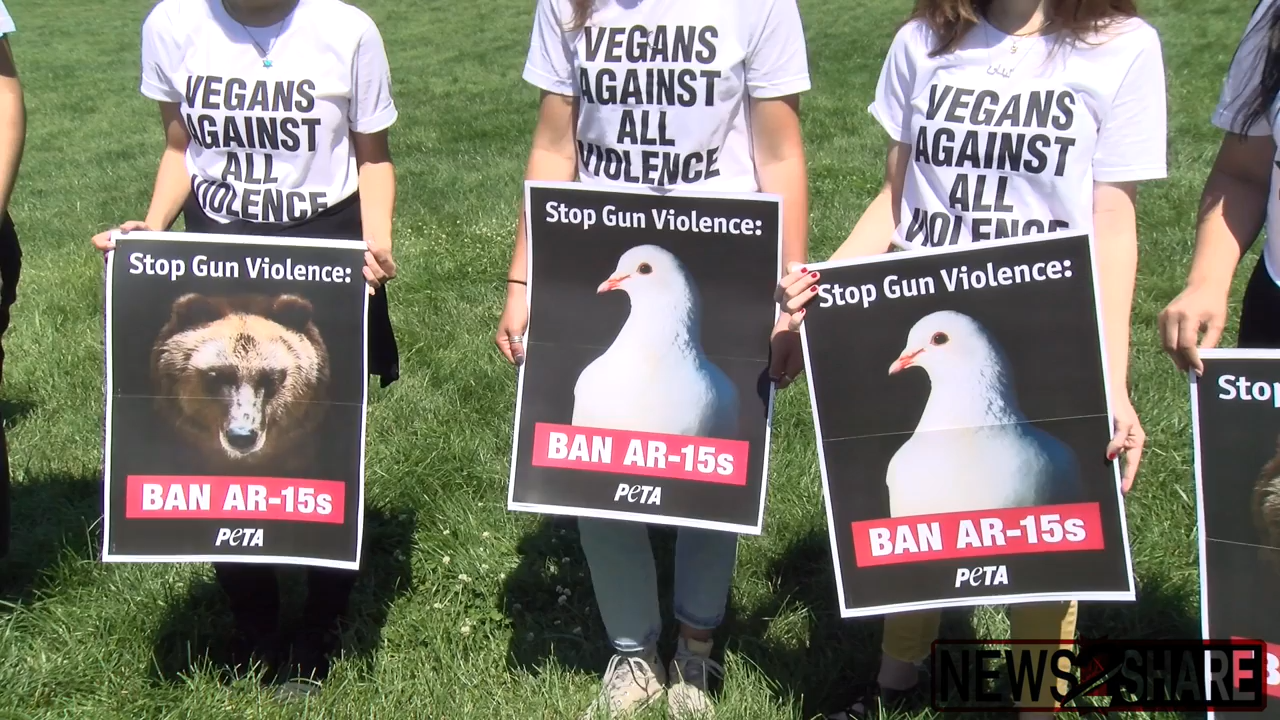 VEGANS
AGAINST
ALL
VIOLENCE
VEGANS
AGAINST
ALL
VIOLENCE
VEGANS
AGAINST
ALL
VIOLENCE
Stop Gun Violence:
BAN AR-15s
PeTA
Stop Gun Violence:
BAN AR-15s
PeTA
Stop Gun Violence:
BAN AR-15s
PeTA
Stop
B
NEWS2SHARE